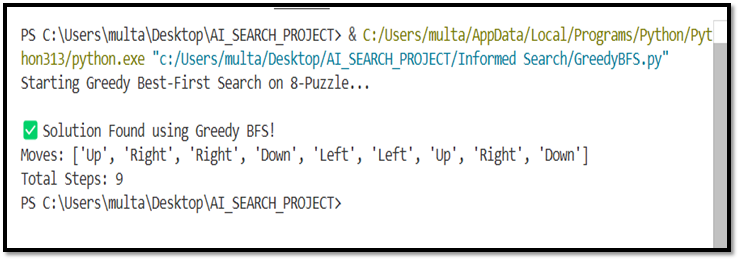 PS C:\Users\multa\Desktop\AI_SEARCH_PROJECT> & C:/Users/multa/AppData/Local/Programs/Python/Pyt
hon313/python.exe "c:/Users/multa/Desktop/AI_SEARCH_PROJECT/Informed Search/GreedyBFS.py"
Starting Greedy Best-First Search on 8-Puzzle...
✅ Solution Found using Greedy BFS!
Moves: ['Up', 'Right', 'Right', 'Down', 'Left', 'Left', 'Up', 'Right', 'Down']
Total Steps: 9
PS C:\Users\multa\Desktop\AI_SEARCH_PROJECT>